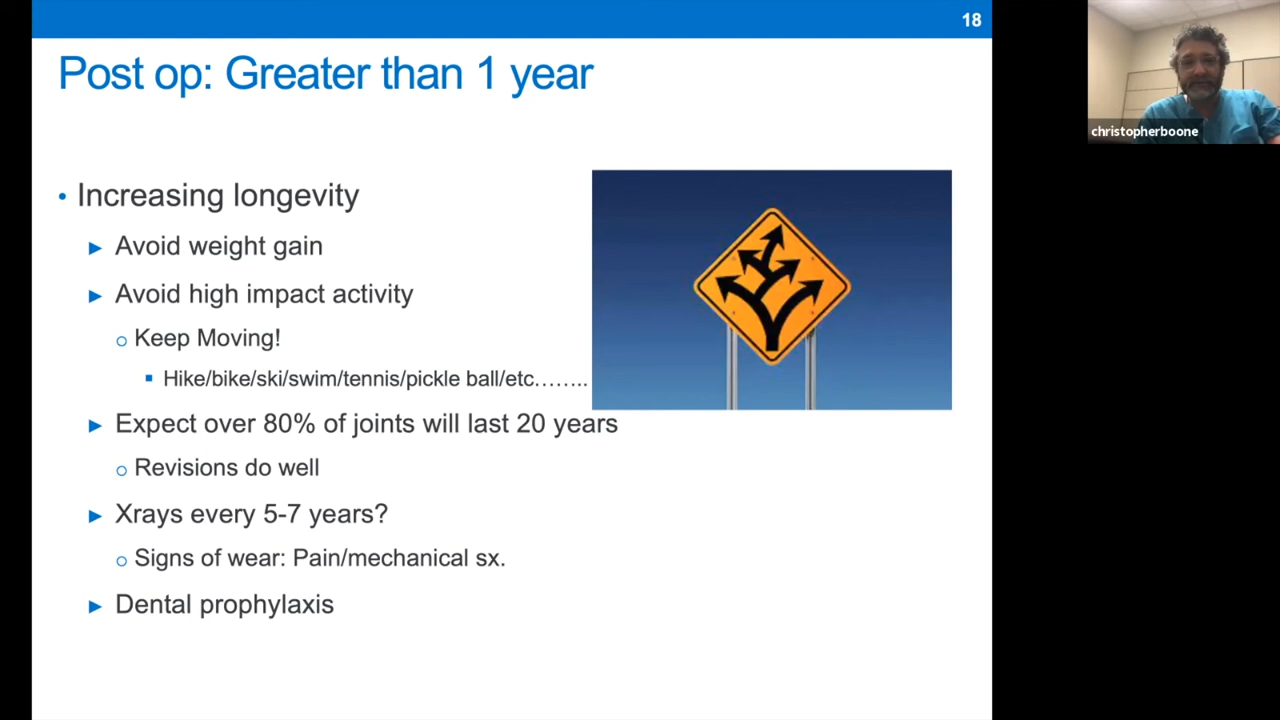 18
Post op: Greater than 1 year
• Increasing longevity
► Avoid weight gain
► Avoid high impact activity
o Keep Moving!
▪ Hike/bike/ski/swim/tennis/pickle ball/etc……..
► Expect over 80% of joints will last 20 years
o Revisions do well
► Xrays every 5-7 years?
o Signs of wear: Pain/mechanical sx.
► Dental prophylaxis
christopherboone